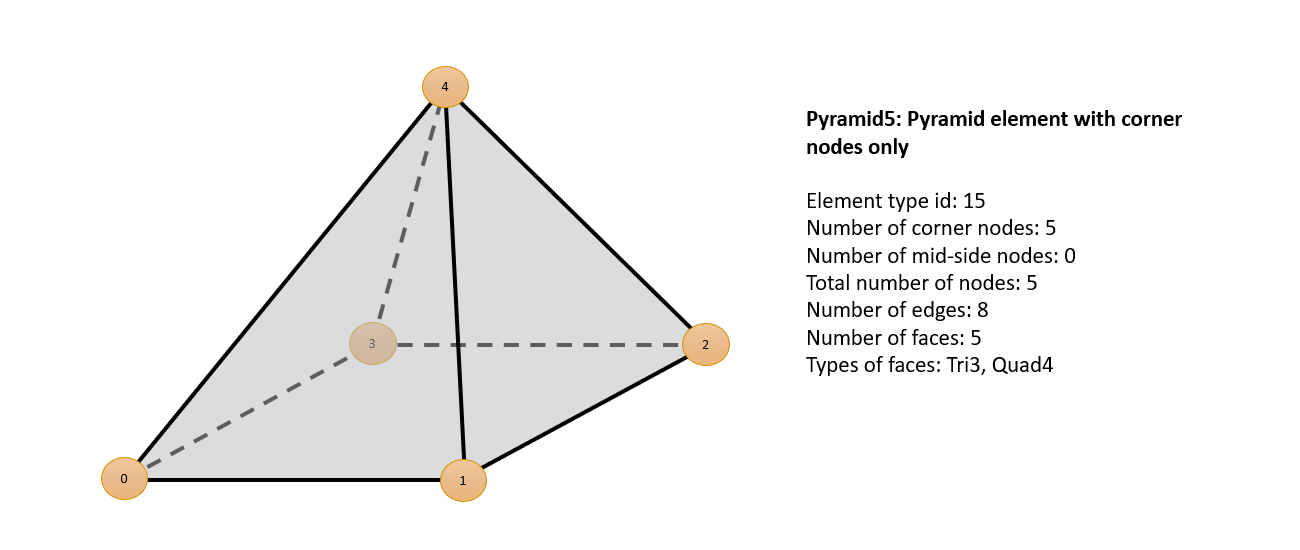 4
3
2
0
1
Pyramid5: Pyramid element with corner
nodes only
Element type id: 15
Number of corner nodes: 5
Number of mid-side nodes: 0
Total number of nodes: 5
Number of edges: 8
Number of faces: 5
Types of faces: Tri3, Quad4